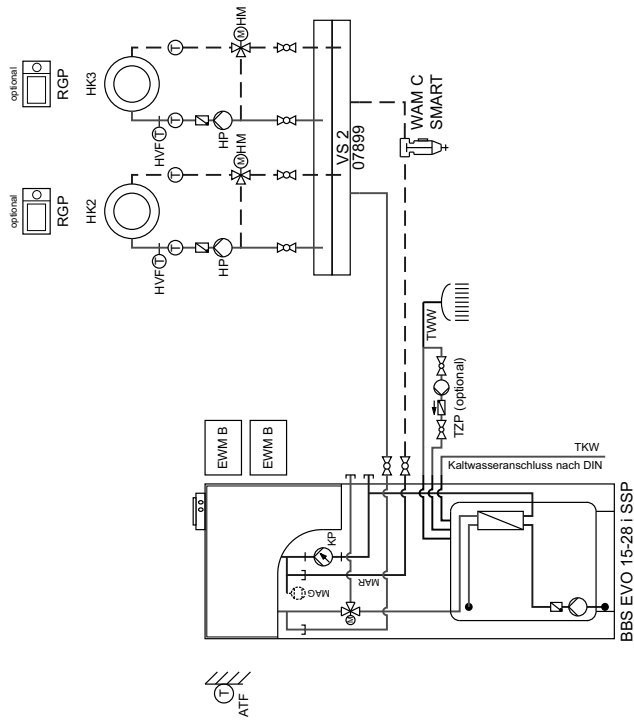 optional
RGP
HK3
HVF
T
T
HP
T
M
HM
optional
RGP
HK2
HVF
T
T
HP
T
M
HM
VS 2
07899
WAM C
SMART
TWW
TZP (optional)
TKW
Kaltwasseranschluss nach DIN
EWM B
EWM B
KP
MAG
MAR
M
BBS EVO 15-28 i SSP
T
ATF